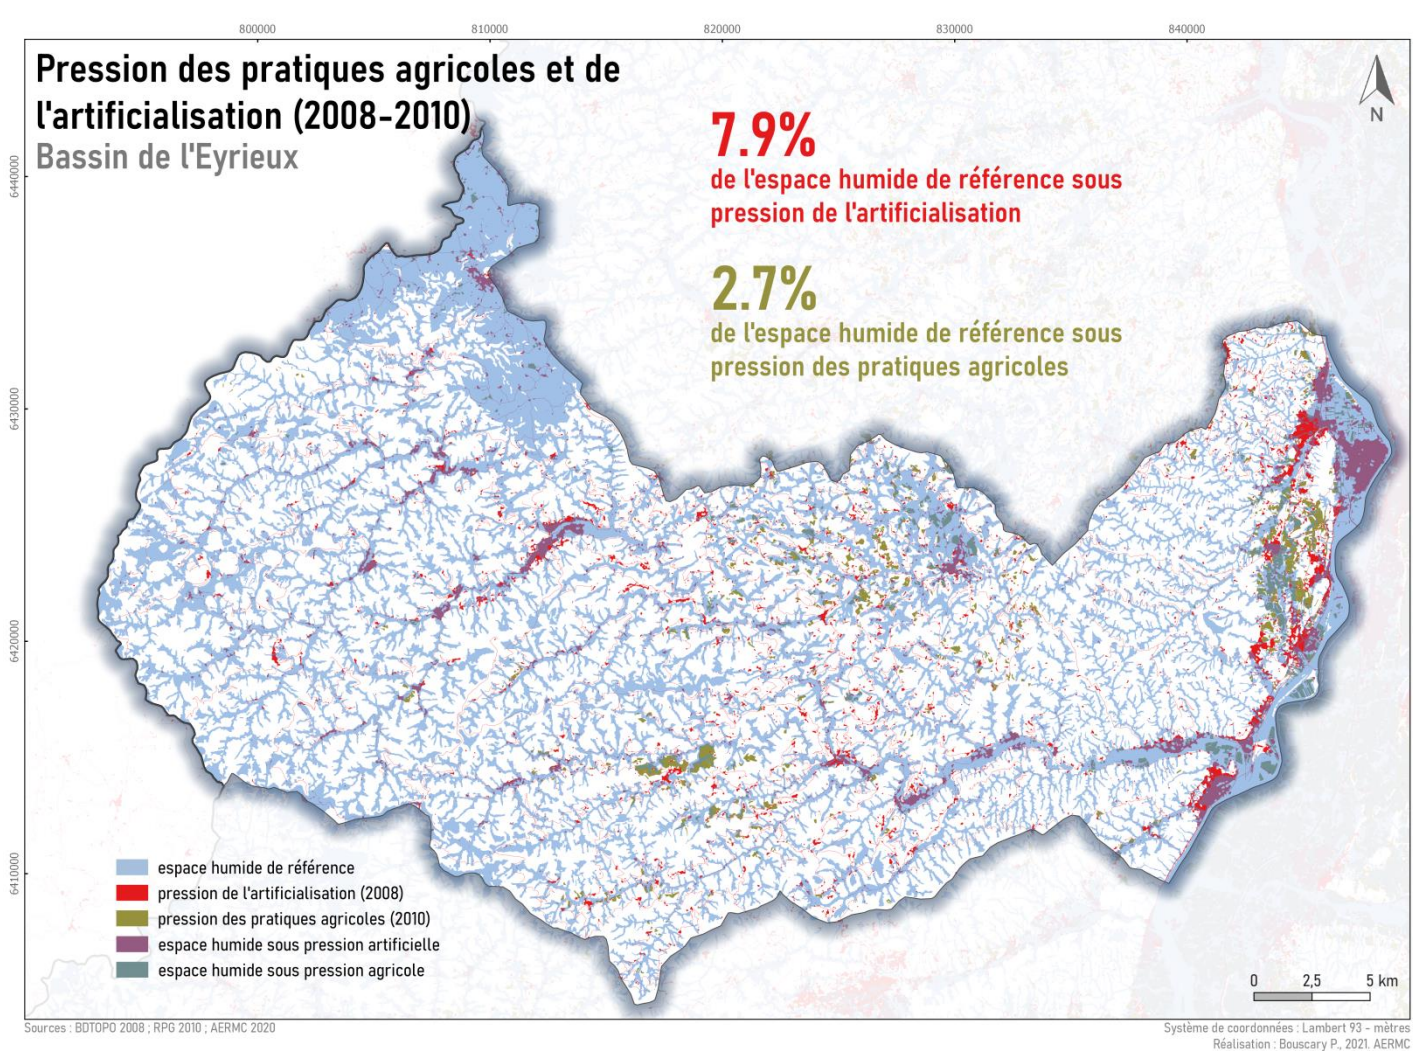 800000
810000
820000
830000
840000
Pression des pratiques agricoles et de
l'artificialisation (2008-2010)
Bassin de l'Eyrieux
N
7.9%
de l'espace humide de référence sous
pression de l'artificialisation
2.7%
de l'espace humide de référence sous
pression des pratiques agricoles
6440000
6430000
6420000
6410000
espace humide de référence
pression de l'artificialisation (2008)
pression des pratiques agricoles (2010)
espace humide sous pression artificielle
espace humide sous pression agricole
0 2,5 5 km
Sources : BDTOPO 2008 ; RPG 2010 ; AERMC 2020
Système de coordonnées : Lambert 93 - mètres
Réalisation : Bouscary P., 2021. AERMC